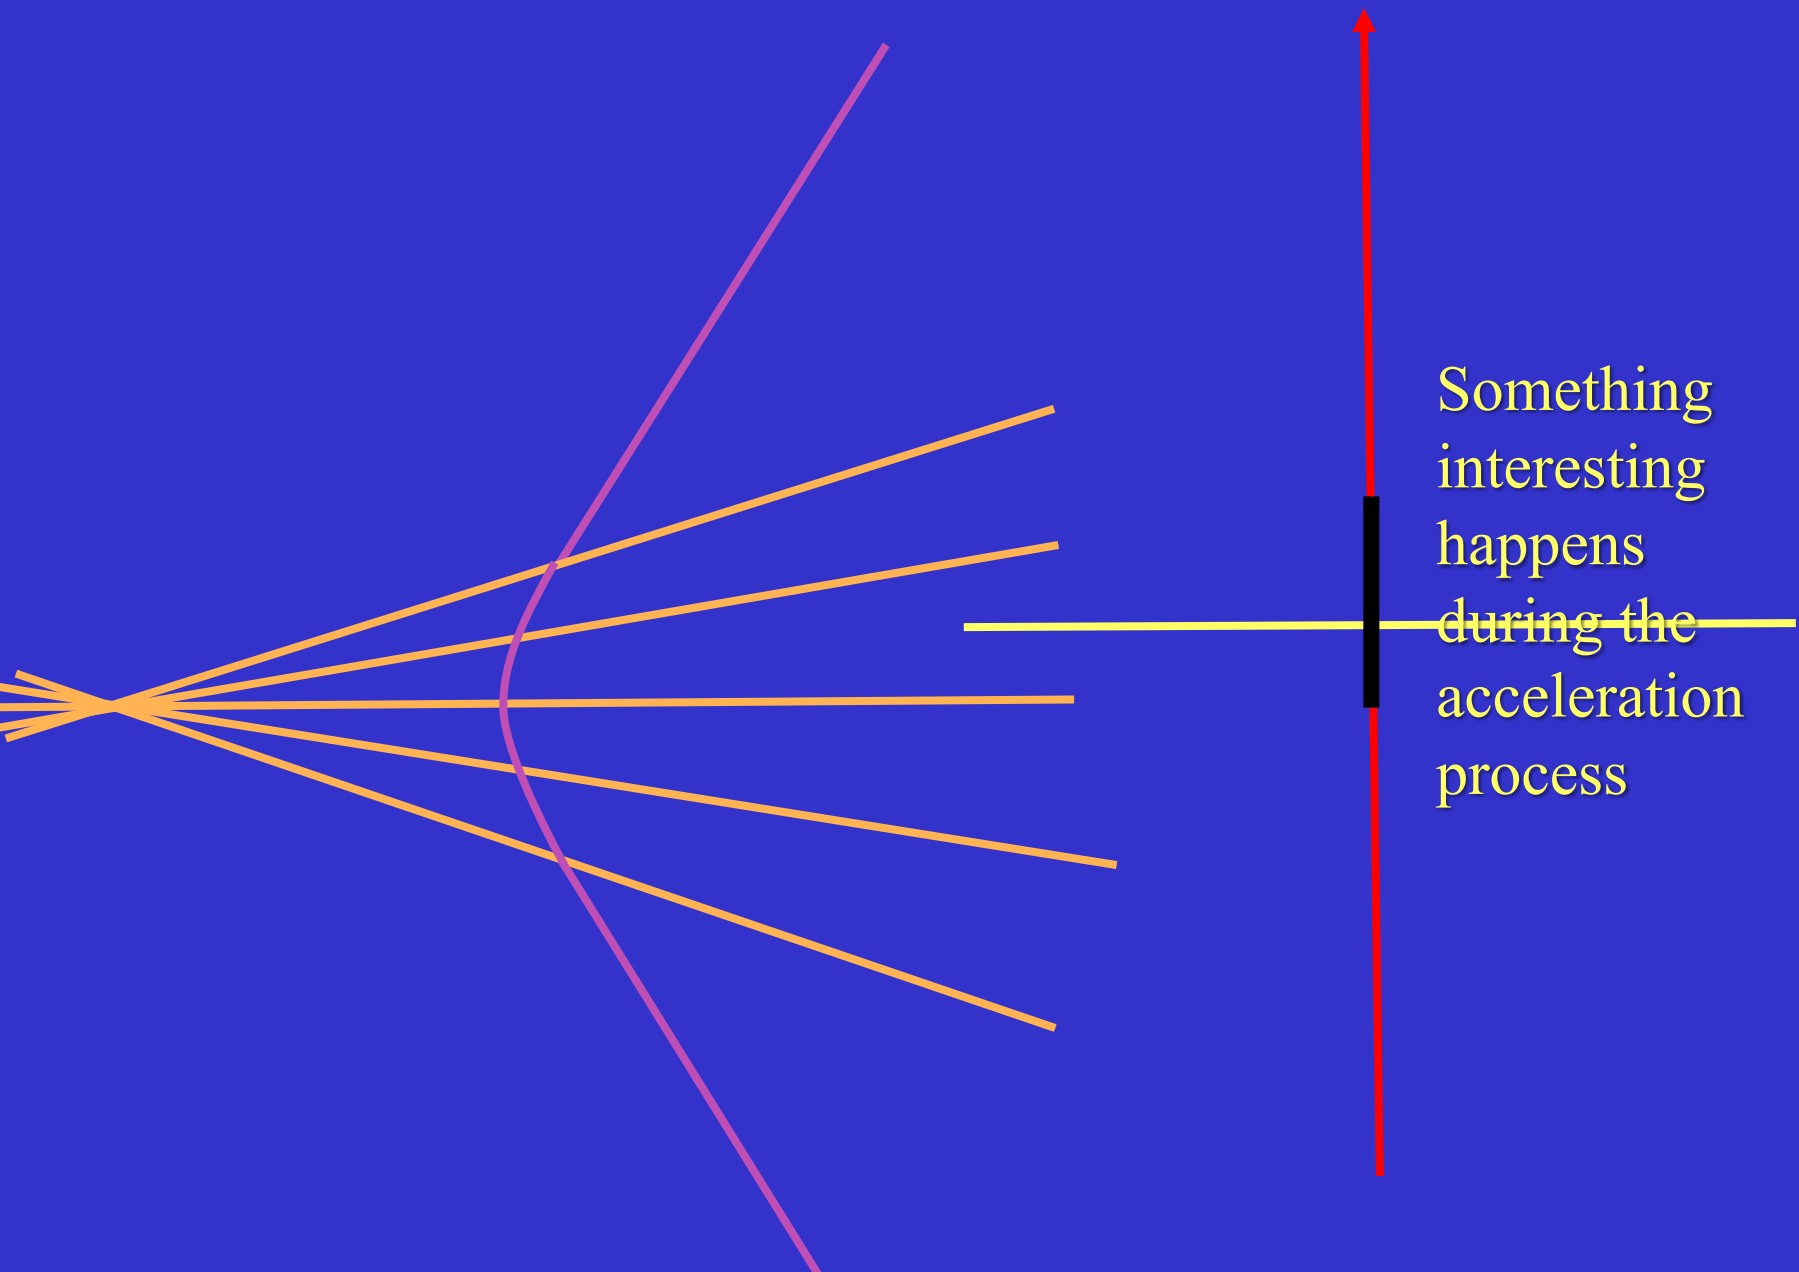 Something
interesting
happens
during the
acceleration
process